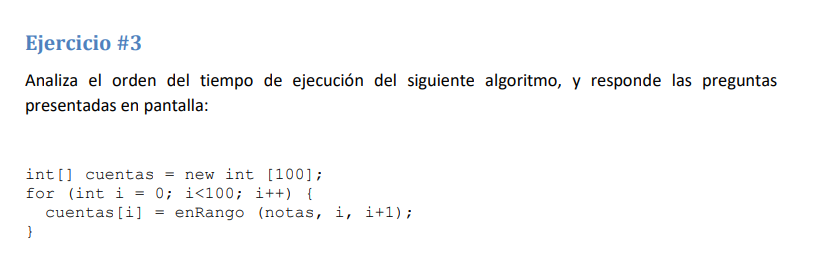 Ejercicio #3
Analiza el orden del tiempo de ejecución del siguiente algoritmo, y responde las preguntas
presentadas en pantalla:
int[] cuentas = new int [100];
for (int i = 0; i<100; i++) {
  cuentas[i] = enRango (notas, i, i+1);
}